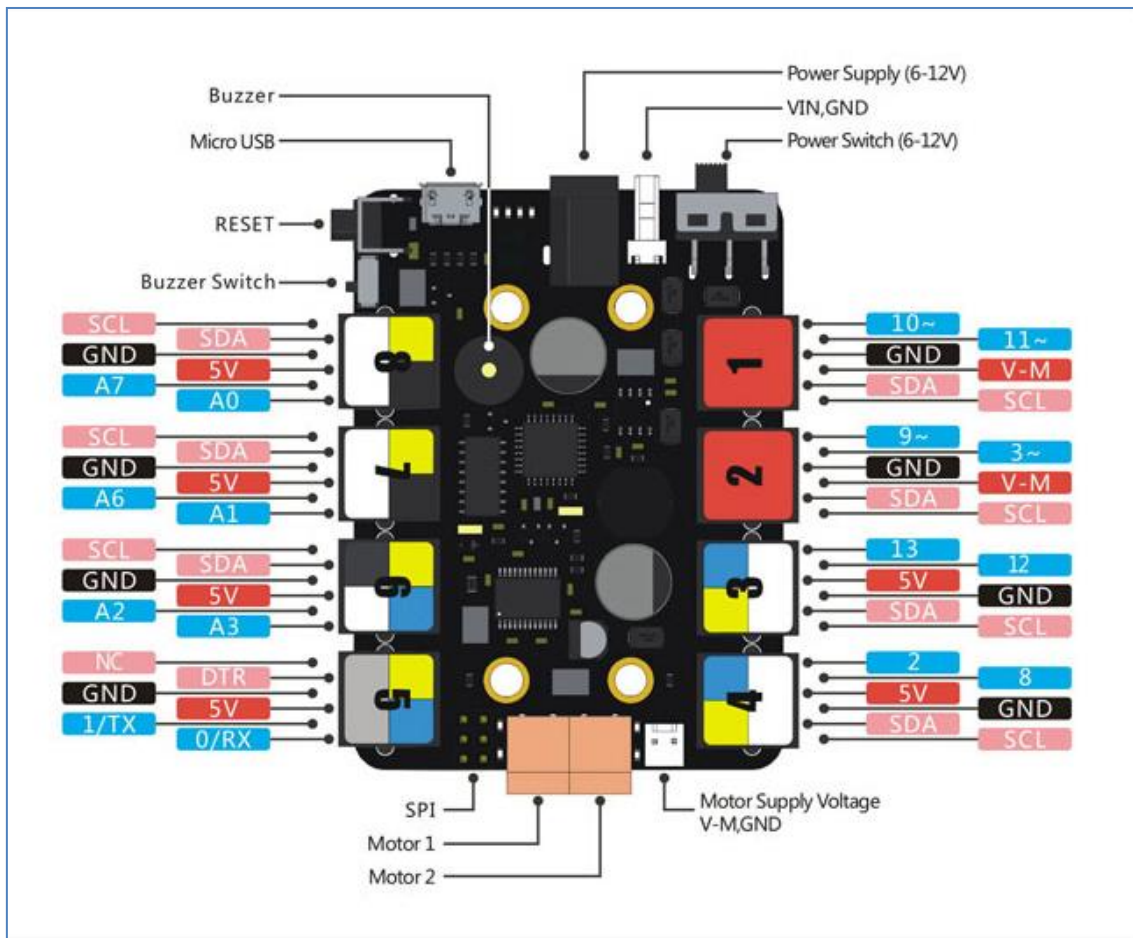 Buzzer
Micro USB
RESET
Buzzer Switch
Power Supply (6-12V)
VIN,GND
Power Switch (6-12V)
SCL
SDA
GND
5V
A7
A0
8
SCL
SDA
GND
5V
A6
A1
7
SCL
SDA
GND
5V
A2
A3
6
NC
DTR
GND
5V
1/TX
0/RX
5
1
10~
11~
GND
V-M
SDA
SCL
2
9~
3~
GND
V-M
SDA
SCL
3
13
12
5V
GND
SDA
SCL
4
2
8
5V
GND
SDA
SCL
SPI
Motor 1
Motor 2
Motor Supply Voltage
V-M,GND